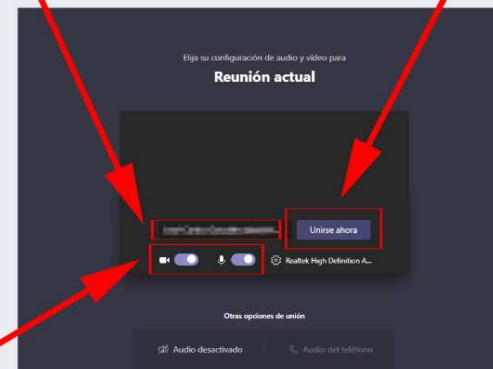 Elija su configuración de audio y vídeo para
Reunión actual
Unirse ahora
Realtek High Definition A...
Otras opciones de unión
Audio desactivado
Audio del teléfono